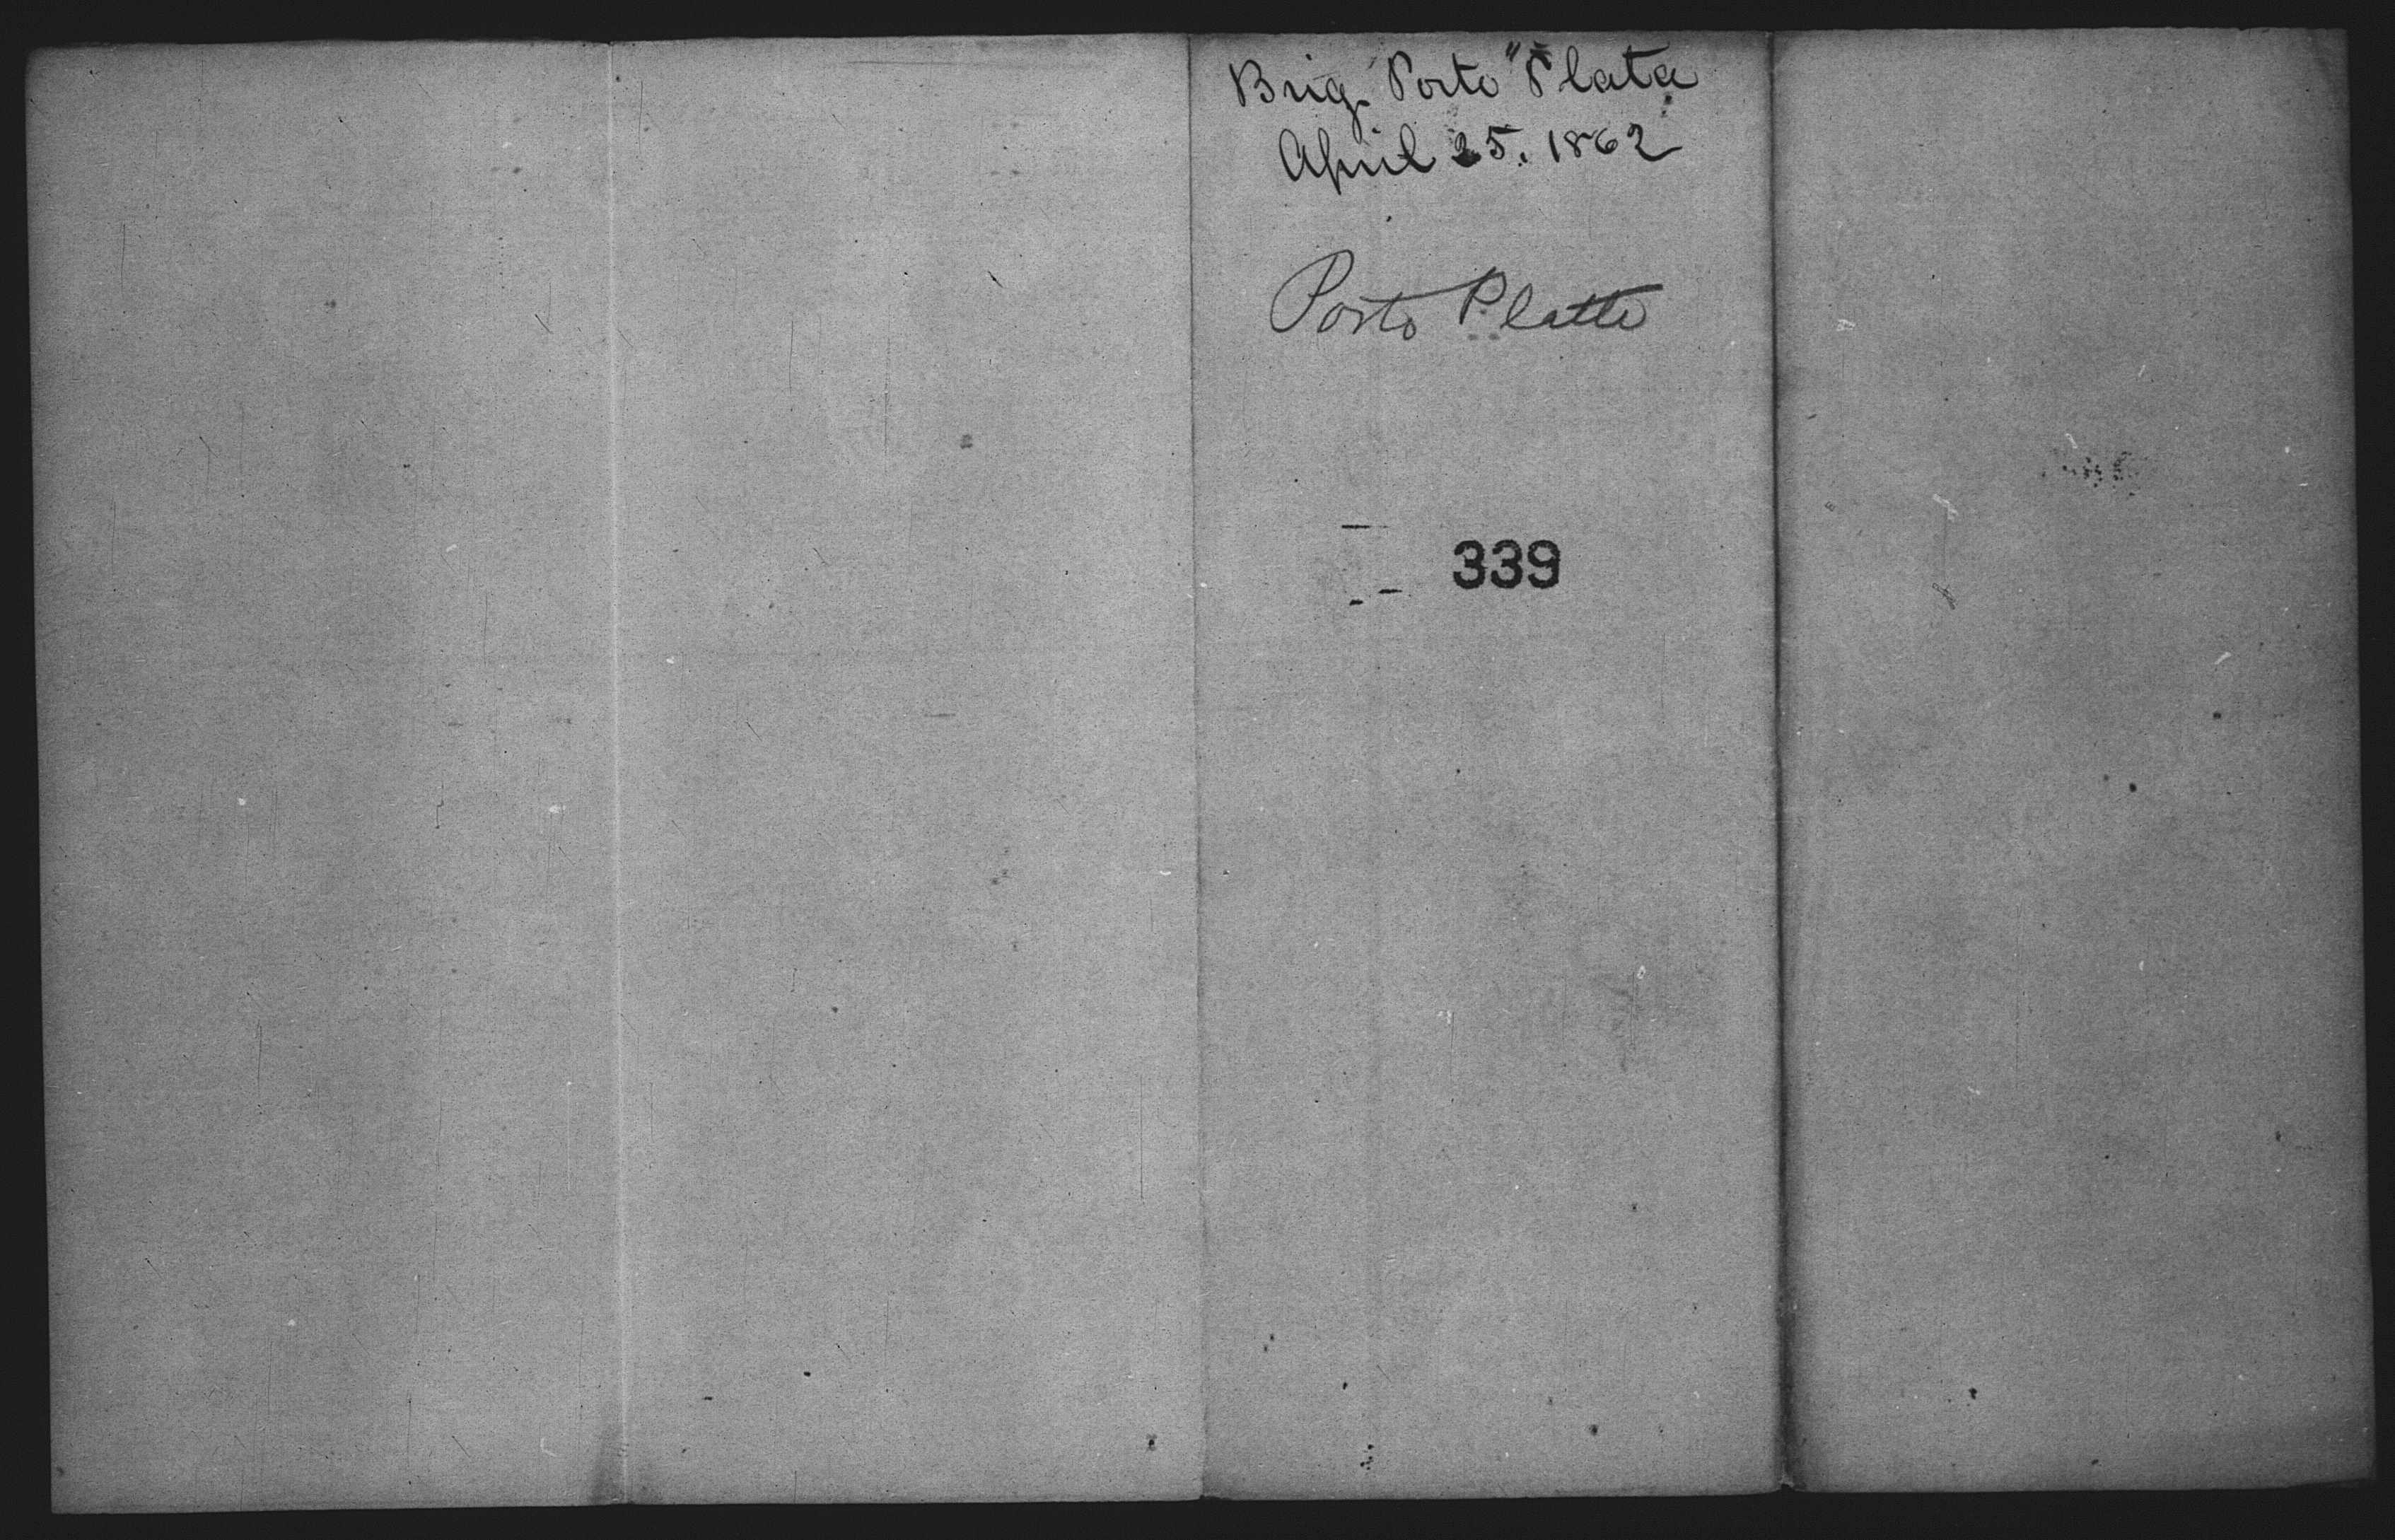 Brig "Porto Plata"
April 25. 1862
Porto Platte
339